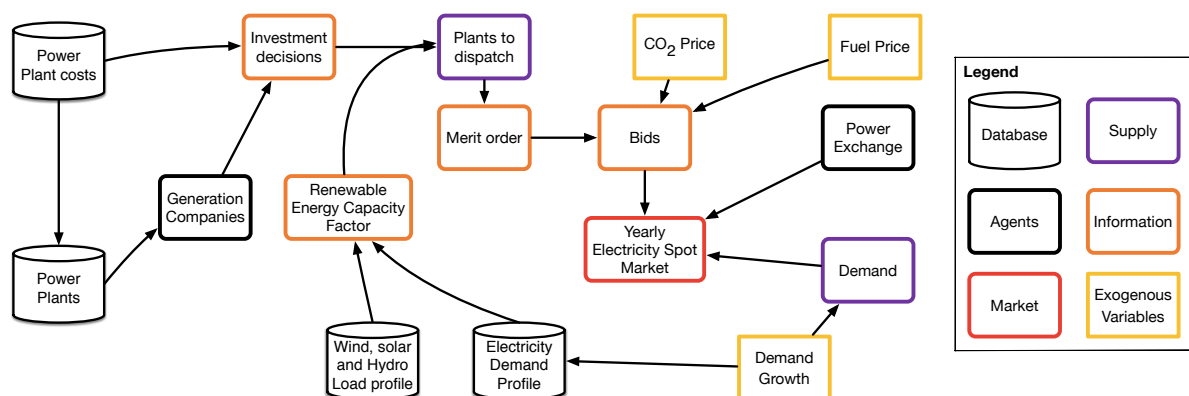 Power
Plant costs
Investment
decisions
Plants to
dispatch
CO2 Price
Fuel Price
Merit order
Bids
Power
Exchange
Generation
Companies
Renewable
Energy Capacity
Factor
Yearly
Electricity Spot
Market
Demand
Power
Plants
Wind, solar
and Hydro
Load profile
Electricity
Demand
Profile
Demand
Growth
Legend
Database
Supply
Agents
Information
Market
Exogenous
Variables